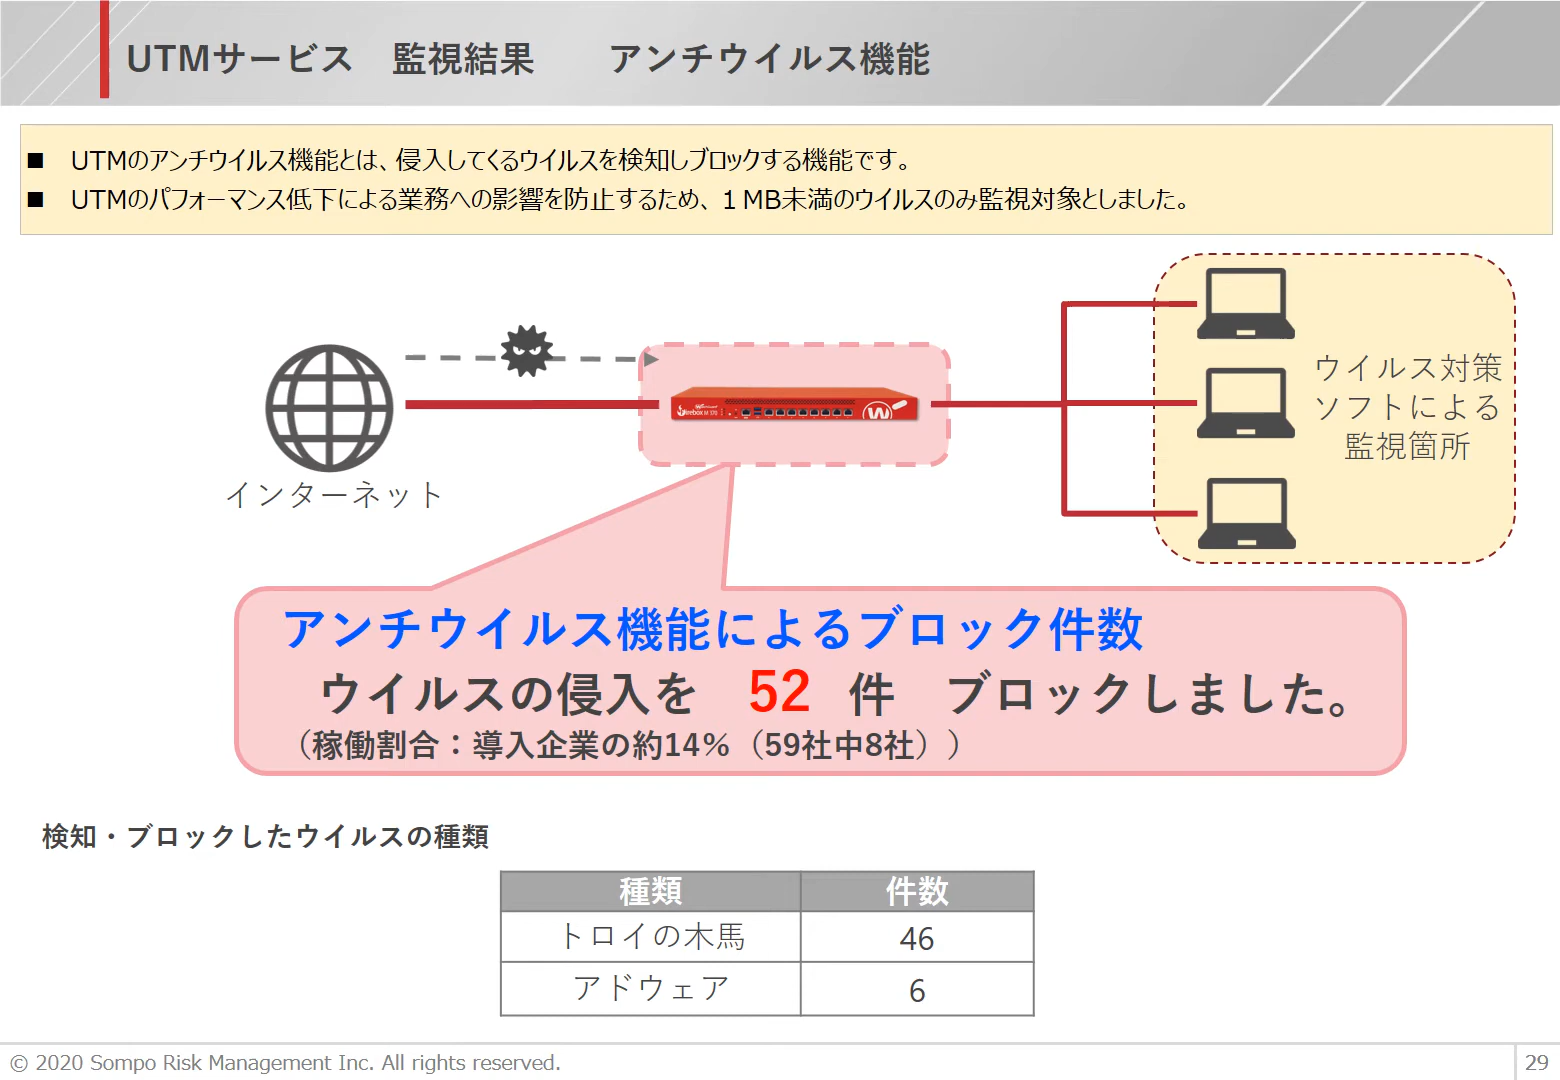 UTMサービス　監視結果　　アンチウイルス機能
■ UTMのアンチウイルス機能とは、侵入してくるウイルスを検知しブロックする機能です。
■ UTMのパフォーマンス低下による業務への影響を防止するため、１MB未満のウイルスのみ監視対象としました。
インターネット
Firebox M 370
W
ウイルス対策
ソフトによる
監視箇所
アンチウイルス機能によるブロック件数
ウイルスの侵入を　52　件　ブロックしました。
（稼働割合：導入企業の約14％（59社中8社））
検知・ブロックしたウイルスの種類
種類 件数
トロイの木馬 46
アドウェア 6
© 2020 Sompo Risk Management Inc. All rights reserved.
29